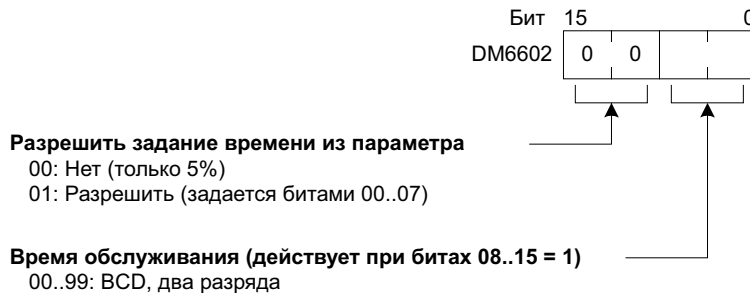 Бит 15 0
DM6602 0 0
Разрешить задание времени из параметра
00: Нет (только 5%)
01: Разрешить (задается битами 00..07)
Время обслуживания (действует при битах 08..15 = 1)
00..99: BCD, два разряда